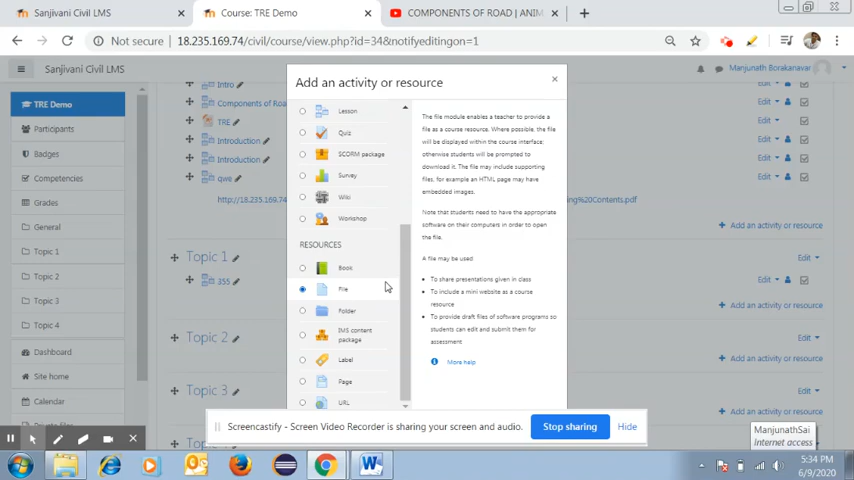 Sanjivani Civil LMS
Course: TRE Demo
COMPONENTS OF ROAD | ANIM
Not secure
18.235.169.74/civil/course/view.php?id=34&notifyeditingon=1
Sanjivani Civil LMS
Manjunath Borakanavar
TRE Demo
Participants
Badges
Competencies
Grades
General
Topic 1
Topic 2
Topic 3
Topic 4
Dashboard
Site home
Calendar
Intro
Components of Roa
TRE
Introduction
Introduction
qwe
http://18.235.169.74
ing%20Contents.pdf
Edit
Edit
Edit
Edit
Edit
Edit
Add an activity or resource
Topic 1
Edit
355
Edit
Add an activity or resource
Topic 2
Edit
Add an activity or resource
Topic 3
Edit
Add an activity or resource
Add an activity or resource
Lesson
Quiz
SCORM package
Survey
Wiki
Workshop
RESOURCES
Book
File
Folder
IMS content
package
Label
Page
URL
The file module enables a teacher to provide a
file as a course resource. Where possible, the file
will be displayed within the course interface;
otherwise students will be prompted to
download it. The file may include supporting
files, for example an HTML page may have
embedded images.
Note that students need to have the appropriate
software on their computers in order to open
the file.
A file may be used
To share presentations given in class
To include a mini website as a course
resource
To provide draft files of software programs so
students can edit and submit them for
assessment
More help
Screencastify - Screen Video Recorder is sharing your screen and audio.
Stop sharing
Hide
ManjunathSai
Internet access
5:34 PM
6/9/2020